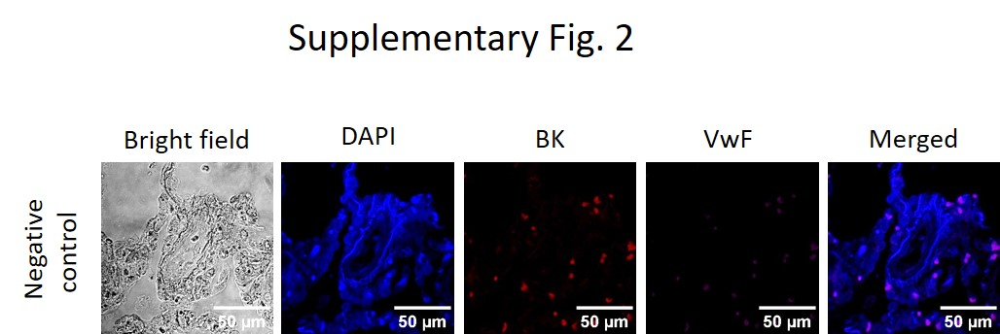 Supplementary Fig. 2
Bright field
DAPI
BK
VwF
Merged
Negative
control
50 µm
50 µm
50 µm
50 µm
50 µm